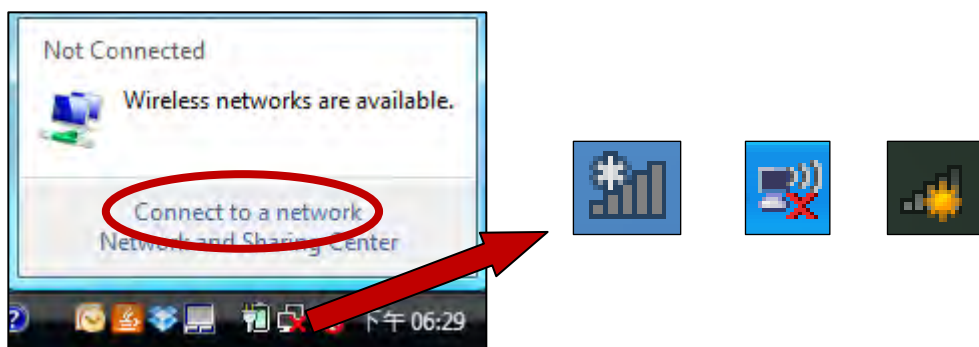 Not Connected
Wireless networks are available.
Connect to a network
Network and Sharing Center
下午 06:29